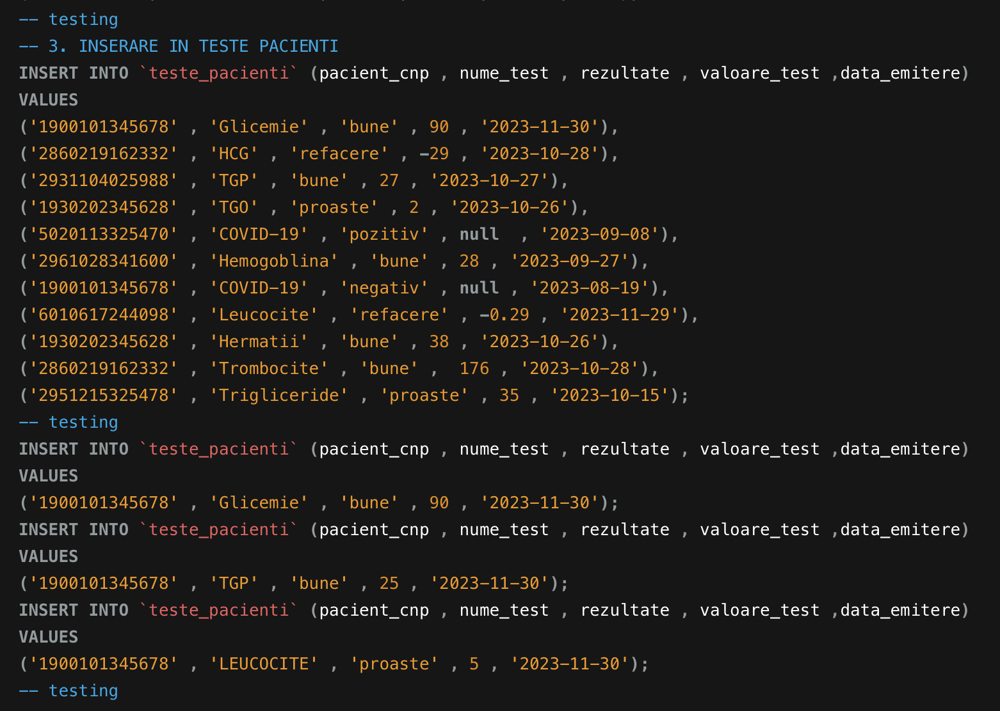 -- testing
-- 3. INSERARE IN TESTE PACIENTI
INSERT INTO `teste_pacienti` (pacient_cnp , nume_test , rezultate , valoare_test ,data_emitere)
VALUES
('1900101345678' , 'Glicemie' , 'bune' , 90 , '2023-11-30'),
('2860219162332' , 'HCG' , 'refacere' , -29 , '2023-10-28'),
('2931104025988' , 'TGP' , 'bune' , 27 , '2023-10-27'),
('1930202345628' , 'TGO' , 'proaste' , 2 , '2023-10-26'),
('5020113325470' , 'COVID-19' , 'pozitiv' , null  , '2023-09-08'),
('2961028341600' , 'Hemogoblina' , 'bune' , 28 , '2023-09-27'),
('1900101345678' , 'COVID-19' , 'negativ' , null , '2023-08-19'),
('6010617244098' , 'Leucocite' , 'refacere' , -0.29 , '2023-11-29'),
('1930202345628' , 'Hermatii' , 'bune' , 38 , '2023-10-26'),
('2860219162332' , 'Trombocite' , 'bune' ,  176 , '2023-10-28'),
('2951215325478' , 'Trigliceride' , 'proaste' , 35 , '2023-10-15');
-- testing
INSERT INTO `teste_pacienti` (pacient_cnp , nume_test , rezultate , valoare_test ,data_emitere)
VALUES
('1900101345678' , 'Glicemie' , 'bune' , 90 , '2023-11-30');
INSERT INTO `teste_pacienti` (pacient_cnp , nume_test , rezultate , valoare_test ,data_emitere)
VALUES
('1900101345678' , 'TGP' , 'bune' , 25 , '2023-11-30');
INSERT INTO `teste_pacienti` (pacient_cnp , nume_test , rezultate , valoare_test ,data_emitere)
VALUES
('1900101345678' , 'LEUCOCITE' , 'proaste' , 5 , '2023-11-30');
-- testing